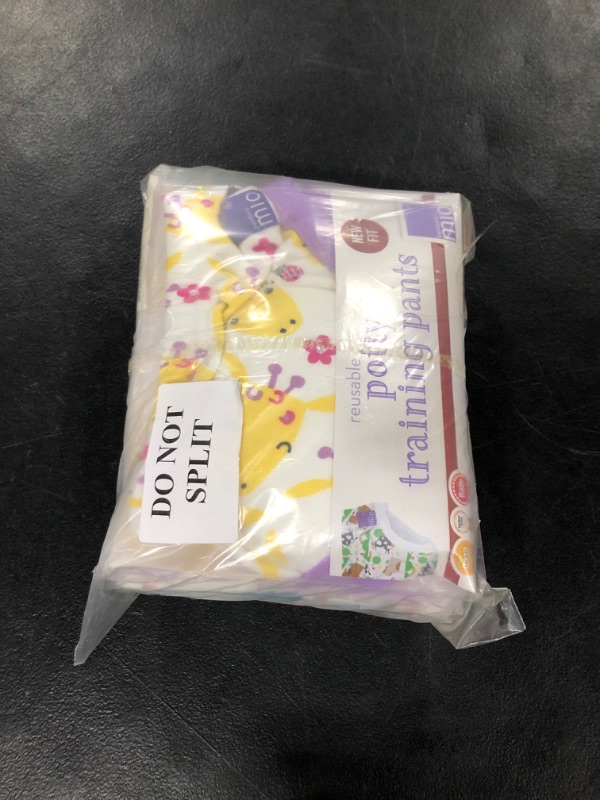 mio
NEW
FIT
mio
reusable
potty
training pants
DO NOT
SPLIT